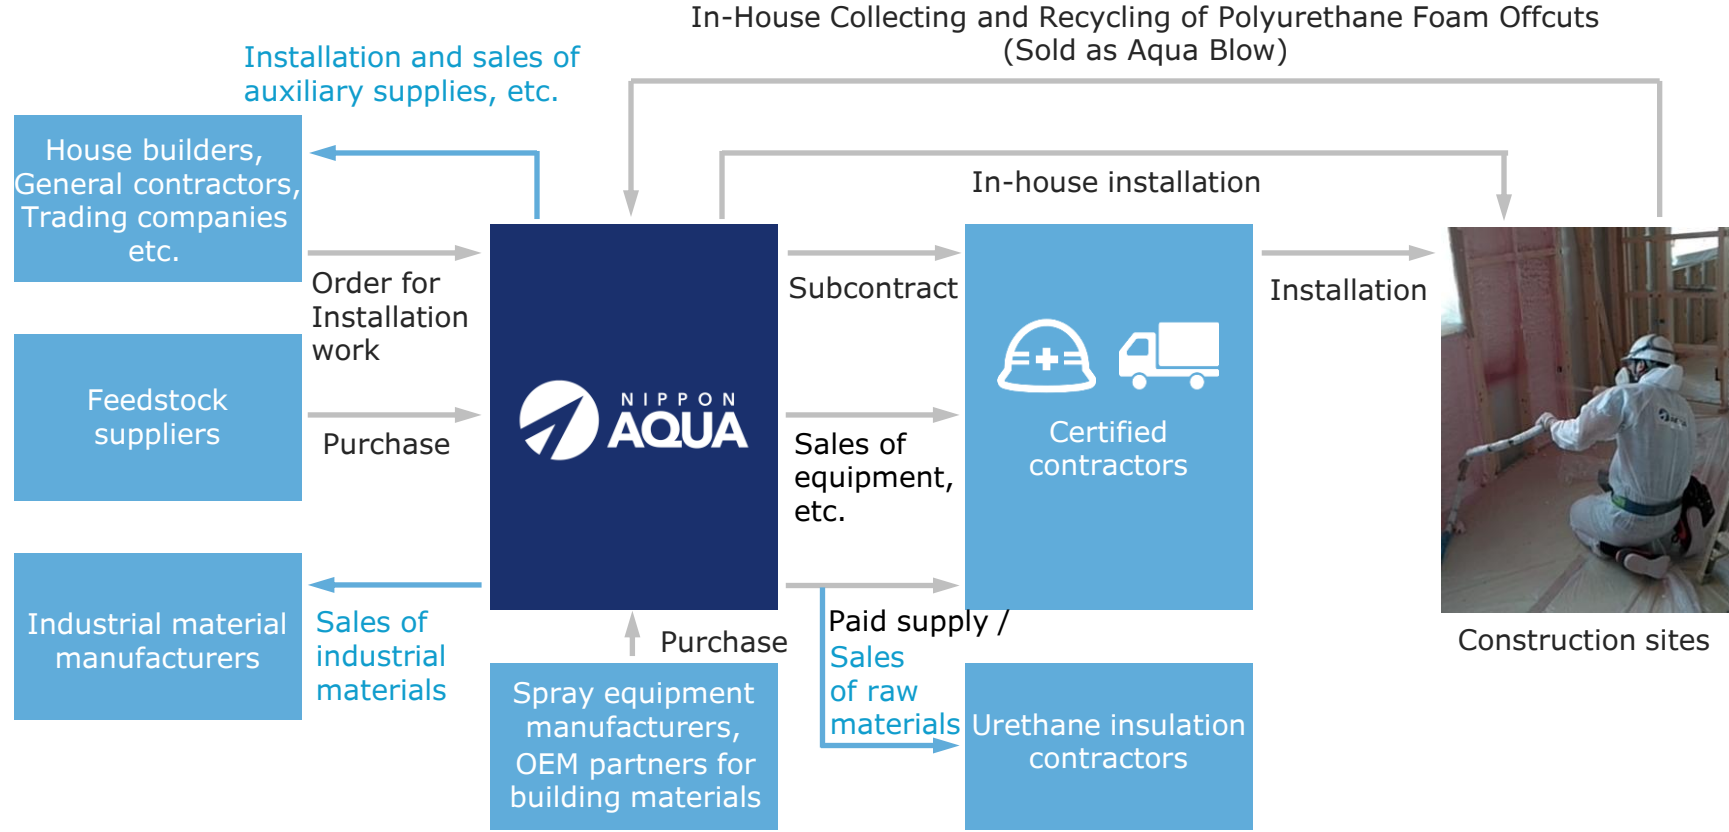 In-House Collecting and Recycling of Polyurethane Foam Offcuts
(Sold as Aqua Blow)
Installation and sales of
auxiliary supplies, etc.
House builders,
General contractors,
Trading companies
etc.
In-house installation
Order for
Installation
work
Subcontract
Installation
Feedstock
suppliers
Purchase
NIPPON
AQUA
Sales of
equipment,
etc.
Certified
contractors
Industrial material
manufacturers
Sales of
industrial
materials
Purchase
Spray equipment
manufacturers,
OEM partners for
building materials
Paid supply /
Sales
of raw
materials
Urethane insulation
contractors
Construction sites